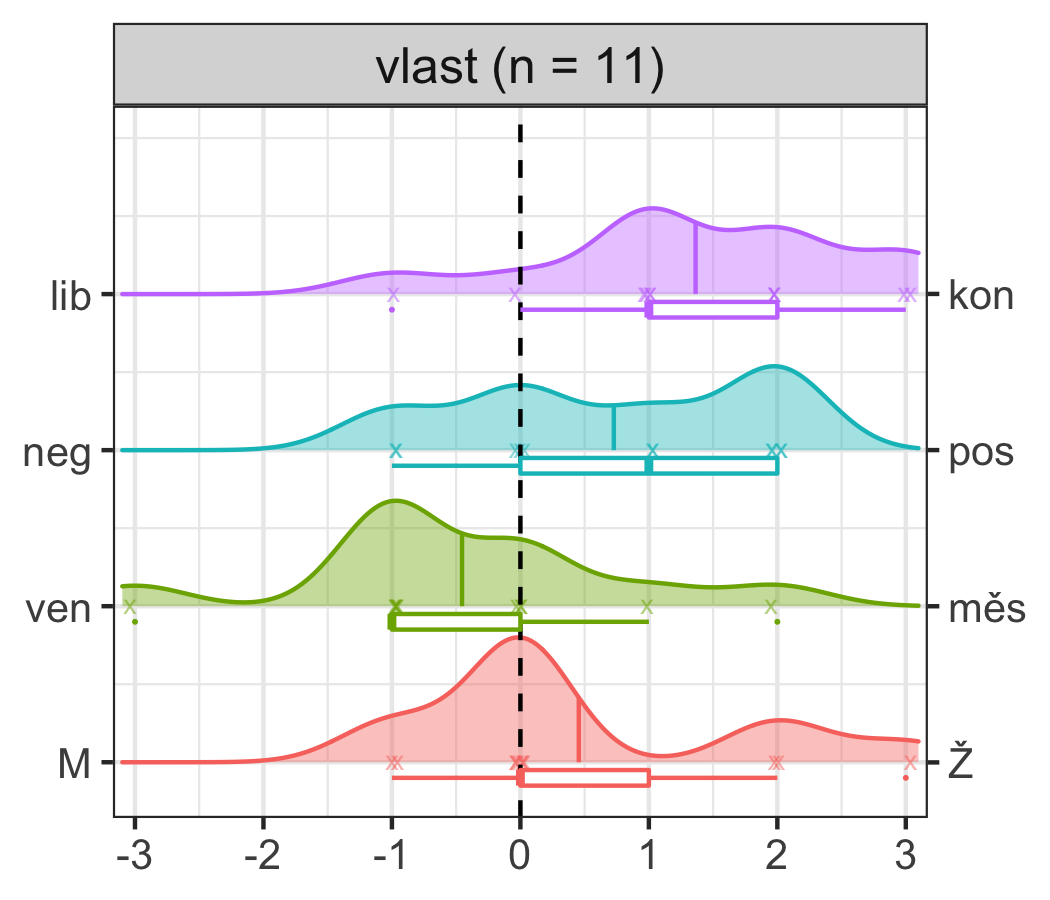 vlast (n = 11)
lib kon
neg pos
ven měs
M Ž
-3 -2 -1 0 1 2 3